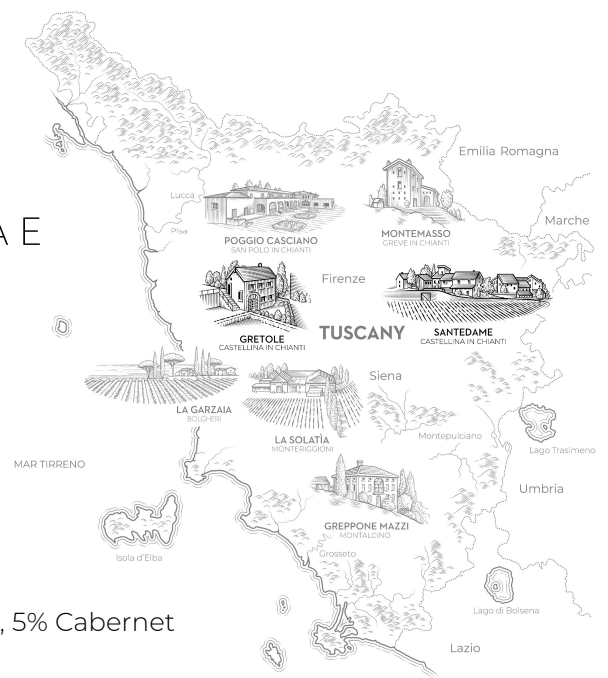 Emilia Romagna
Lucca
Marche
A E
Pisa
MONTEMASSO
GREVE IN CHIANTI
POGGIO CASCIANO
SAN POLO IN CHIANTI
Firenze
TUSCANY
SANTEDAME
CASTELLINA IN CHIANTI
GRETOLE
CASTELLINA IN CHIANTI
Siena
LA GARZAIA
BOLGHERI
LA SOLATÌA
MONTERIGGIONI
Montepulciano
Lago Trasimeno
MAR TIRRENO
Umbria
GREPPONE MAZZI
MONTALCINO
Isola d'Elba
Grosseto
Lago di Bolsena
, 5% Cabernet
Lazio